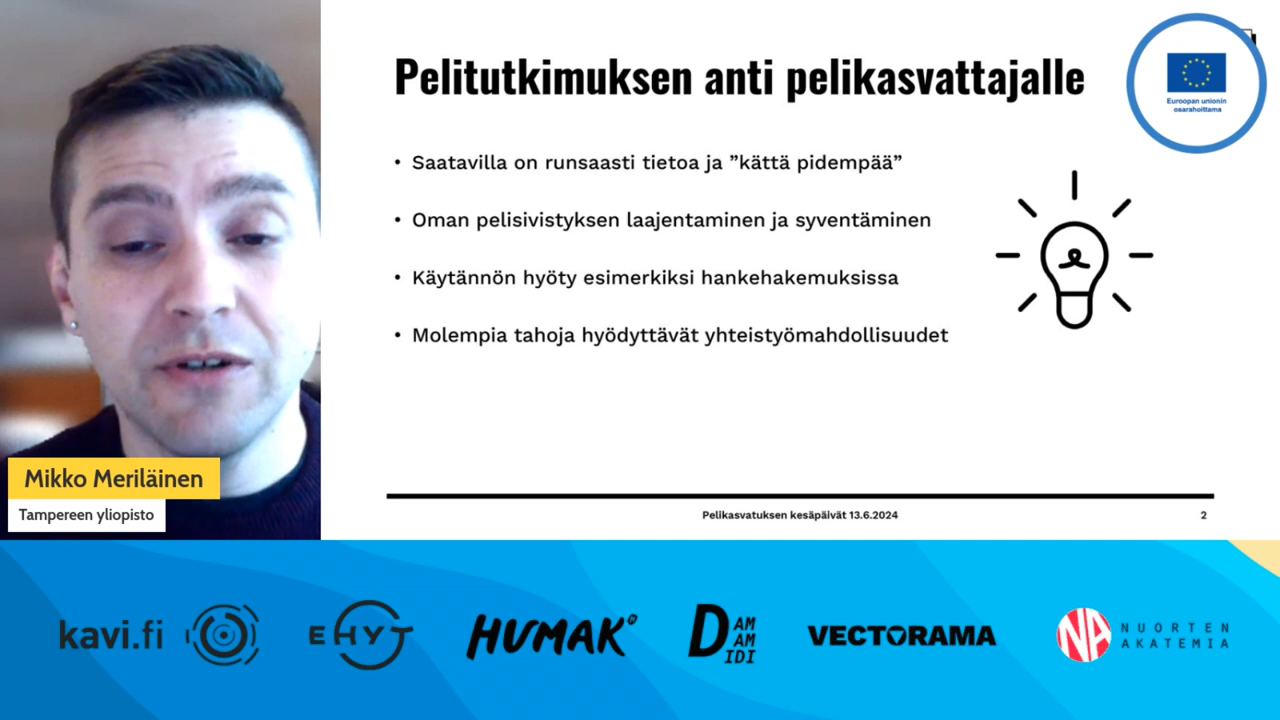 Pelitutkimuksen anti pelikasvattajalle
Euroopan unionin
osarahoittama
• Saatavilla on runsaasti tietoa ja ”kättä pidempää”
• Oman pelisivistyksen laajentaminen ja syventäminen
• Käytännön hyöty esimerkiksi hankehakemuksissa
• Molempia tahoja hyödyttävät yhteistyömahdollisuudet
Mikko Meriläinen
Tampereen yliopisto
Pelikasvatuksen kesäpäivät 13.6.2024
2
kavi.fi
EHYT
HUMAK
DAM
AM
IDI
VECTORAMA
NA
NUORTEN
AKATEMIA